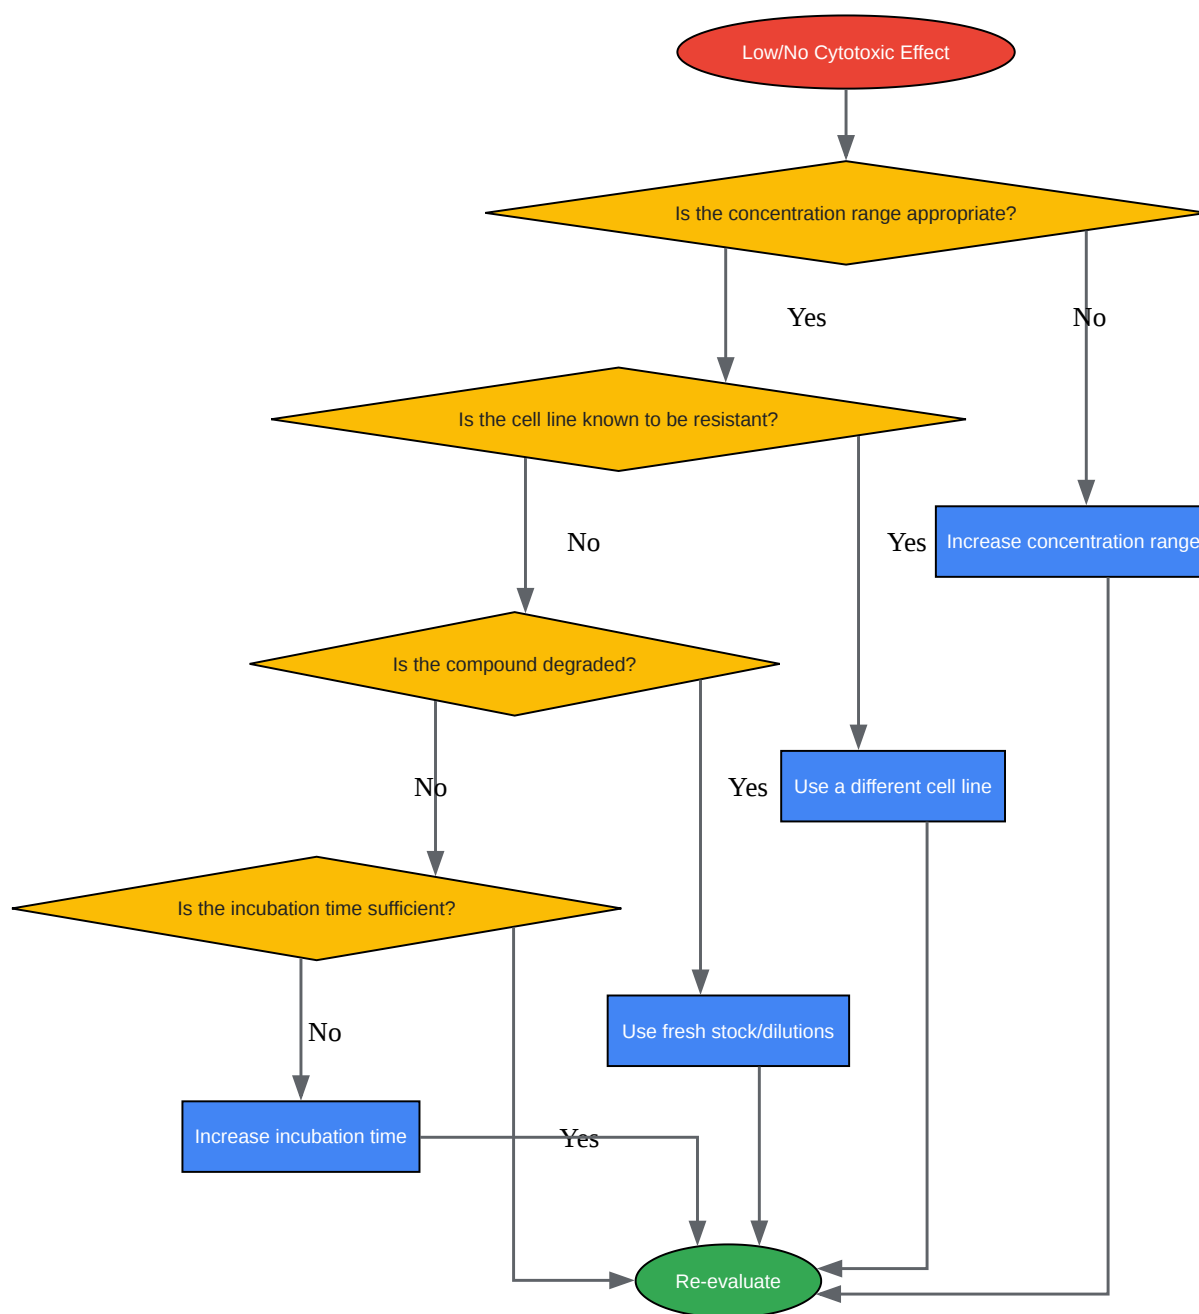 Low/No Cytotoxic Effect
Is the concentration range appropriate?
Yes
No
Is the cell line known to be resistant?
No
Yes
Increase concentration range
Is the compound degraded?
No
Yes
Use a different cell line
Is the incubation time sufficient?
No
Use fresh stock/dilutions
Increase incubation time
Yes
Re-evaluate